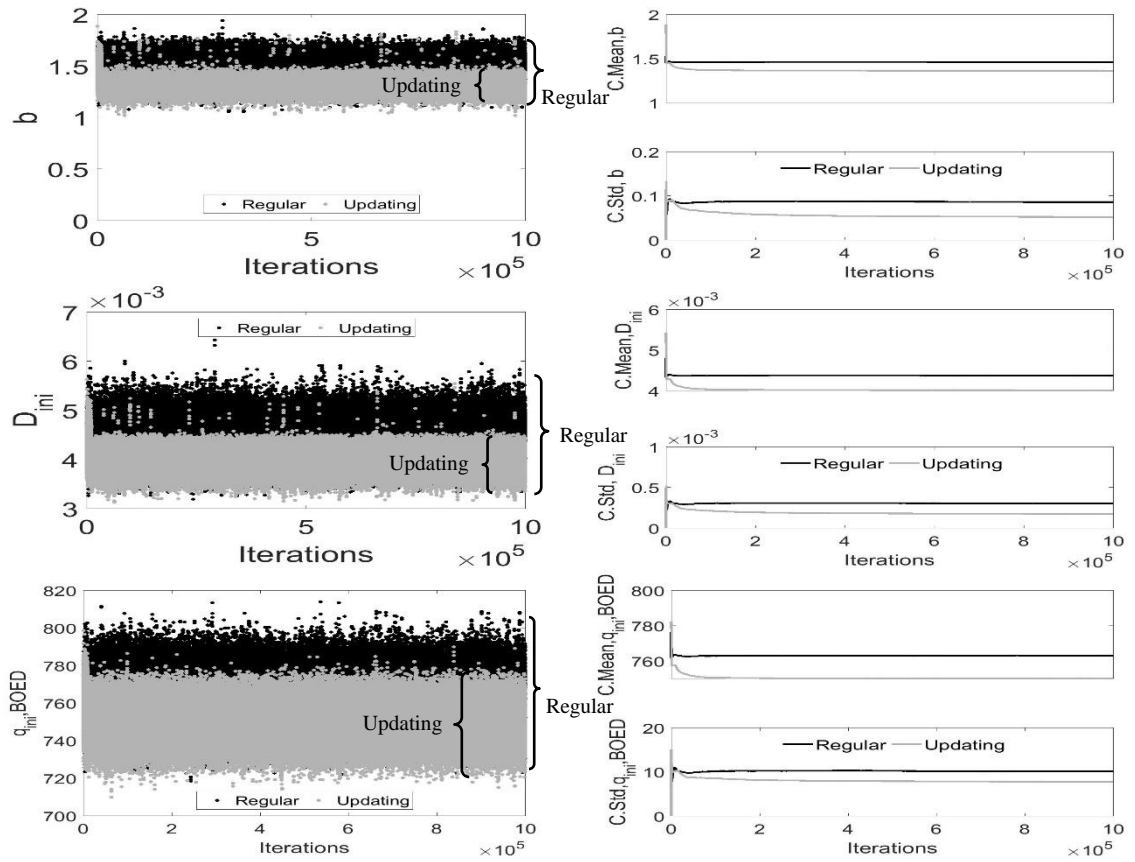 2
1.5
1
0.5
0
b
Updating
Regular
Regular Updating
0 5 10
Iterations
×10^5
2
1.5
1
C.Mean,b
0.2
0.1
0
C.Std, b
Regular Updating
0 2 4 6 8 10
Iterations
×10^5
×10^-3
7
6
5
4
3
D_ini
Regular Updating
Updating
Regular
0 5 10
Iterations
×10^5
×10^-3
6
5
4
C.Mean,D_ini
×10^-3
1
0.5
0
C.Std, D_ini
Regular Updating
0 2 4 6 8 10
Iterations
×10^5
820
800
780
760
740
720
700
q_ini,BOED
Updating
Regular
Regular Updating
0 2 4 6 8 10
Iterations
×10^5
800
780
760
C.Mean,q_ini,BOED
20
10
0
C.Std,q_ini,BOED
Regular Updating
0 2 4 6 8 10
Iterations
×10^5